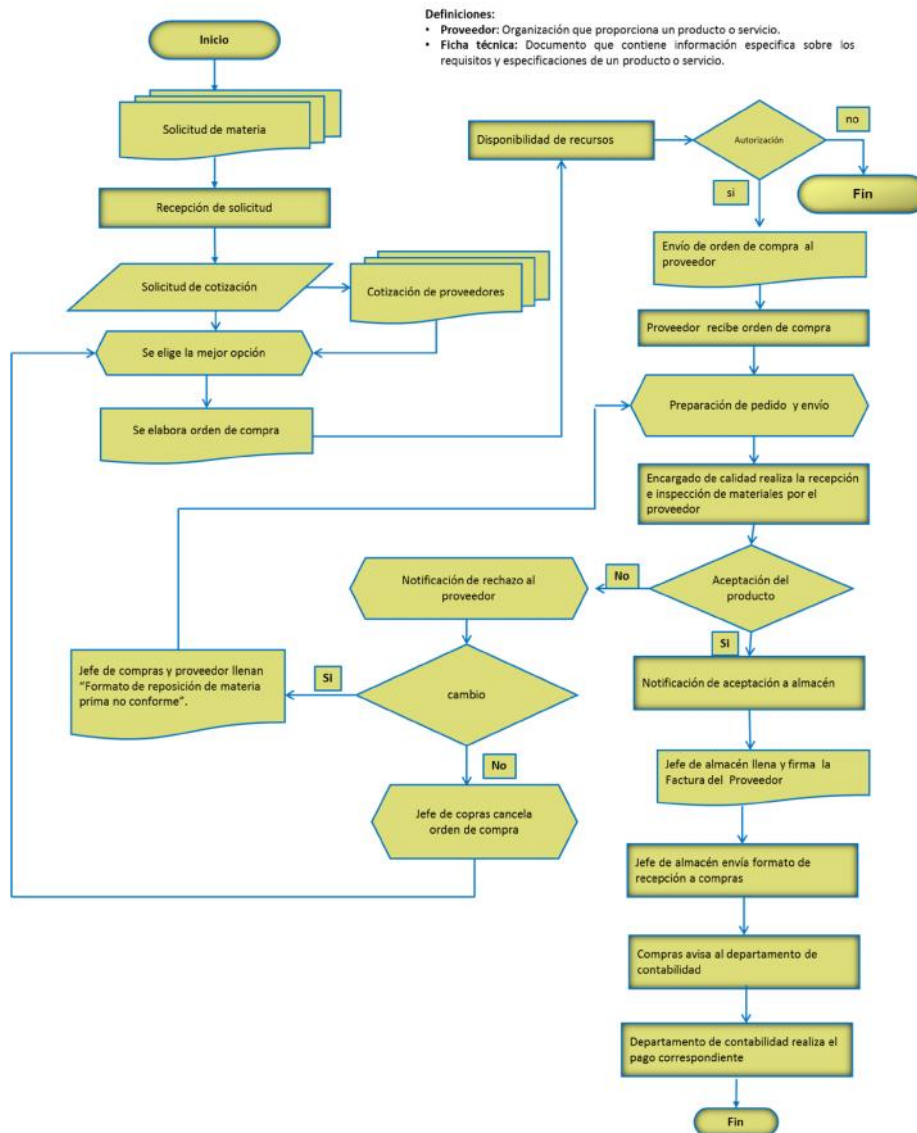 Definiciones:
• Proveedor: Organización que proporciona un producto o servicio.
• Ficha técnica: Documento que contiene información especifica sobre los
requisitos y especificaciones de un producto o servicio.
Inicio
Solicitud de materia
Recepción de solicitud
Solicitud de cotización
Cotización de proveedores
Se elige la mejor opción
Se elabora orden de compra
Disponibilidad de recursos
Autorización
no
Fin
si
Envío de orden de compra al
proveedor
Proveedor recibe orden de compra
Preparación de pedido y envío
Encargado de calidad realiza la recepción
e inspección de materiales por el
proveedor
Aceptación del
producto
No
Notificación de rechazo al
proveedor
cambio
Si
Jefe de compras y proveedor llenan
“Formato de reposición de materia
prima no conforme”.
No
Jefe de copras cancela
orden de compra
Si
Notificación de aceptación a almacén
Jefe de almacén llena y firma la
Factura del Proveedor
Jefe de almacén envía formato de
recepción a compras
Compras avisa al departamento de
contabilidad
Departamento de contabilidad realiza el
pago correspondiente
Fin